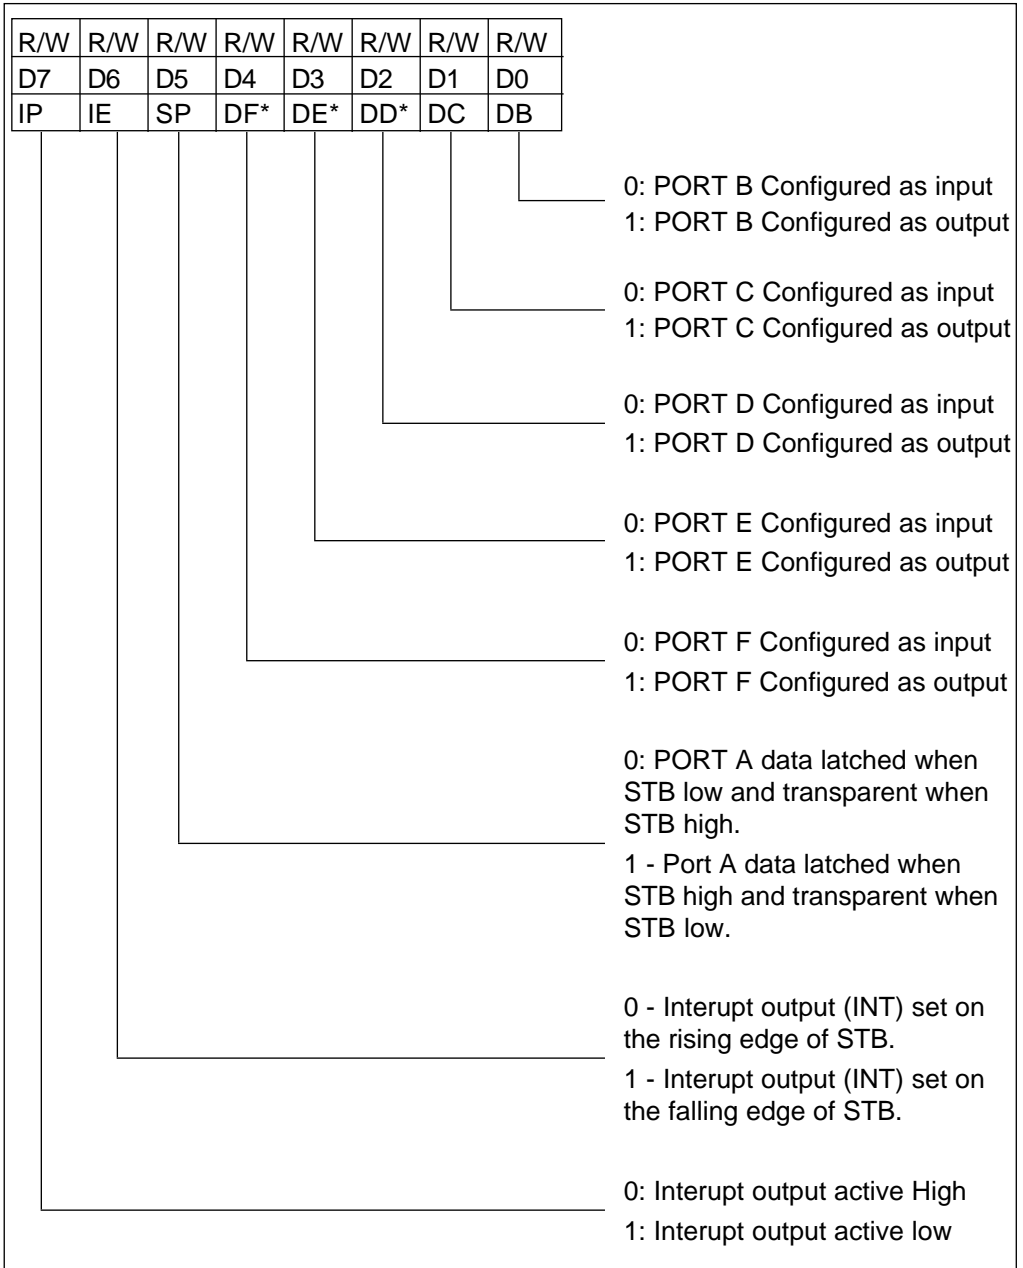 R/W R/W R/W R/W R/W R/W R/W R/W
D7 D6 D5 D4 D3 D2 D1 D0
IP IE SP DF* DE* DD* DC DB
0: PORT B Configured as input
1: PORT B Configured as output
0: PORT C Configured as input
1: PORT C Configured as output
0: PORT D Configured as input
1: PORT D Configured as output
0: PORT E Configured as input
1: PORT E Configured as output
0: PORT F Configured as input
1: PORT F Configured as output
0: PORT A data latched when
STB low and transparent when
STB high.
1 - Port A data latched when
STB high and transparent when
STB low.
0 - Interupt output (INT) set on
the rising edge of STB.
1 - Interupt output (INT) set on
the falling edge of STB.
0: Interupt output active High
1: Interupt output active low